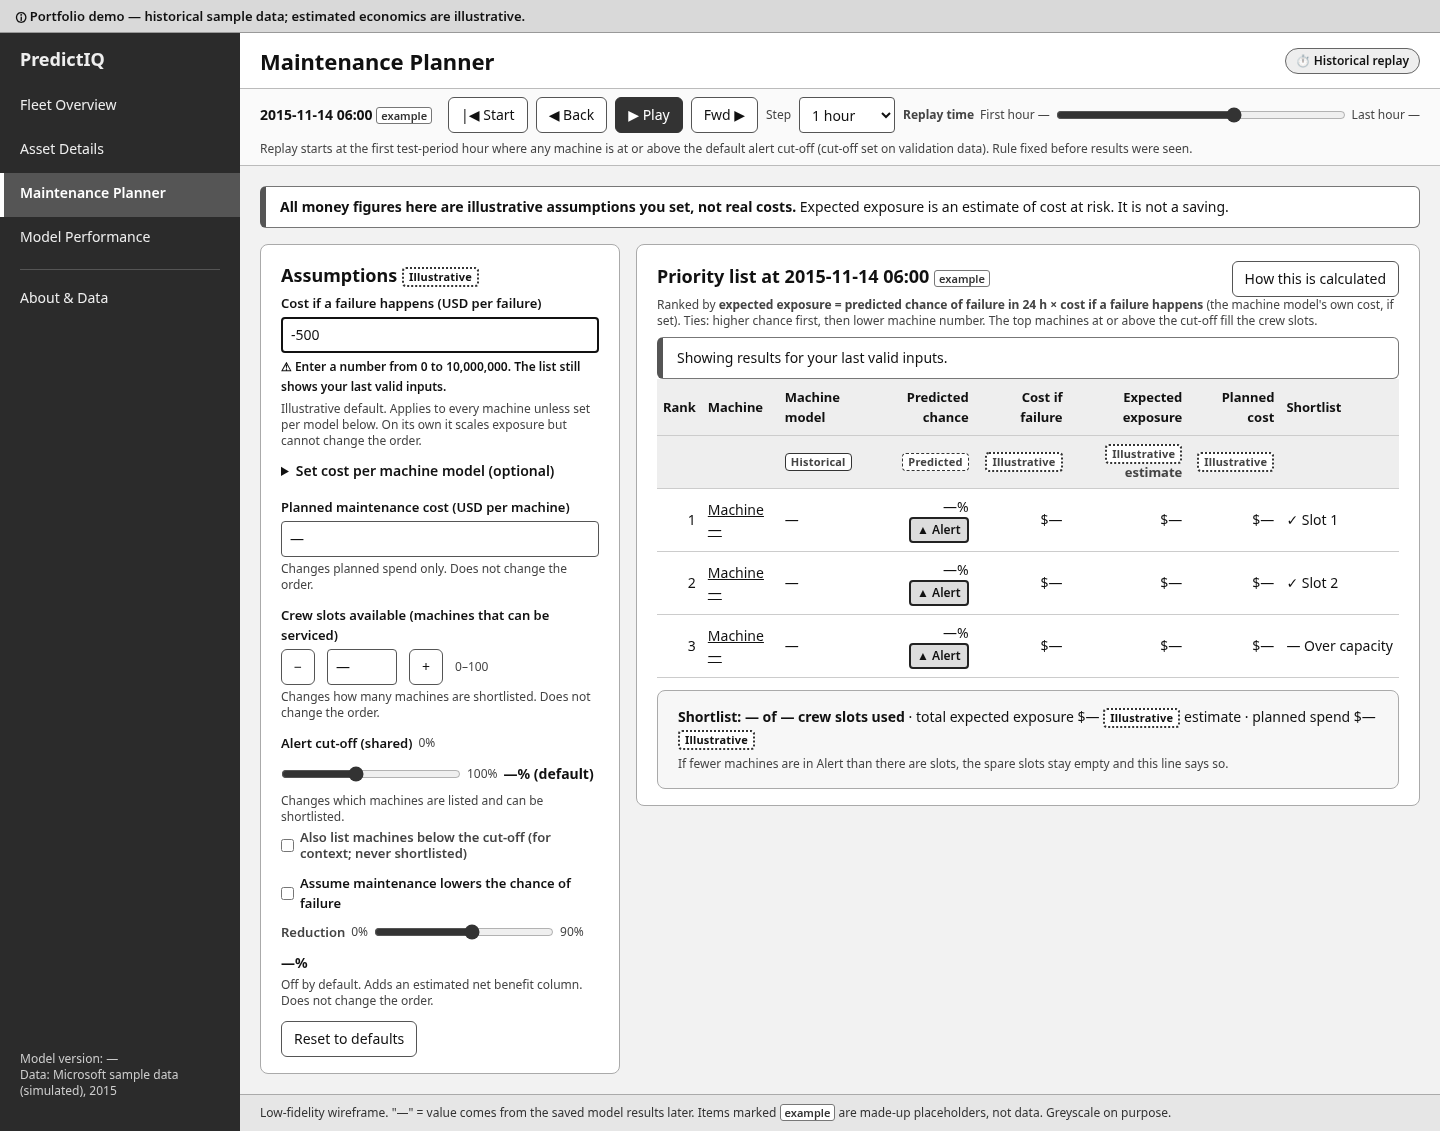 ⓘ Portfolio demo — historical sample data; estimated economics are illustrative.
PredictIQ
Fleet Overview
Asset Details
Maintenance Planner
Model Performance
About & Data
Model version: —
Data: Microsoft sample data
(simulated), 2015
Maintenance Planner
⏱ Historical replay
2015-11-14 06:00 example |◀ Start ◀ Back ▶ Play Fwd ▶ Step 1 hour Replay time First hour — Last hour —
Replay starts at the first test-period hour where any machine is at or above the default alert cut-off (cut-off set on validation data). Rule fixed before results were seen.
All money figures here are illustrative assumptions you set, not real costs. Expected exposure is an estimate of cost at risk. It is not a saving.
Assumptions Illustrative
Cost if a failure happens (USD per failure)
-500
⚠ Enter a number from 0 to 10,000,000. The list still
shows your last valid inputs.
Illustrative default. Applies to every machine unless set
per model below. On its own it scales exposure but
cannot change the order.
▶ Set cost per machine model (optional)
Planned maintenance cost (USD per machine)
—
Changes planned spend only. Does not change the
order.
Crew slots available (machines that can be
serviced)
− — + 0–100
Changes how many machines are shortlisted. Does not
change the order.
Alert cut-off (shared) 0%
100% —% (default)
Changes which machines are listed and can be
shortlisted.
Also list machines below the cut-off (for
context; never shortlisted)
Assume maintenance lowers the chance of
failure
Reduction 0% 90%
—%
Off by default. Adds an estimated net benefit column.
Does not change the order.
Reset to defaults
Priority list at 2015-11-14 06:00 example
How this is calculated
Ranked by expected exposure = predicted chance of failure in 24 h × cost if a failure happens (the machine model's own cost, if
set). Ties: higher chance first, then lower machine number. The top machines at or above the cut-off fill the crew slots.
Showing results for your last valid inputs.
Rank Machine Machine model Predicted chance Cost if failure Expected exposure Planned cost Shortlist
Historical Predicted Illustrative Illustrative estimate Illustrative
1 Machine — — —% ▲ Alert $— $— $— ✓ Slot 1
2 Machine — — —% ▲ Alert $— $— $— ✓ Slot 2
3 Machine — — —% ▲ Alert $— $— $— — Over capacity
Shortlist: — of — crew slots used · total expected exposure $— Illustrative estimate · planned spend $—
Illustrative
If fewer machines are in Alert than there are slots, the spare slots stay empty and this line says so.
Low-fidelity wireframe. "—" = value comes from the saved model results later. Items marked example are made-up placeholders, not data. Greyscale on purpose.